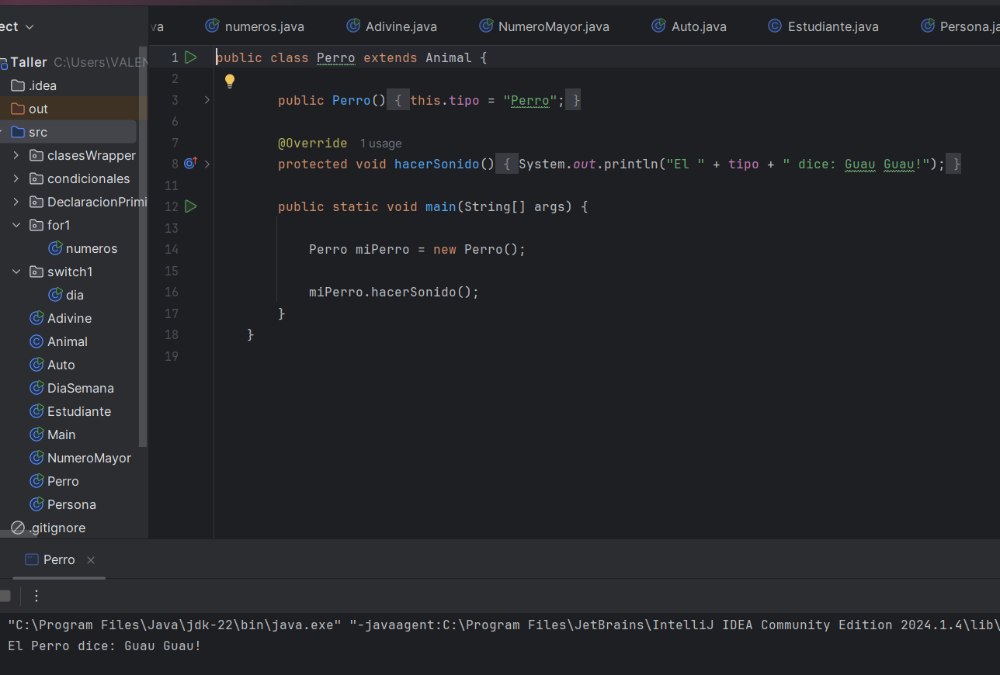 ect
va numeros.java Adivine.java NumeroMayor.java Auto.java Estudiante.java Persona.ja
Taller C:\Users\VALEN
.idea
out
src
clasesWrapper
condicionales
DeclaracionPrimi
for1
numeros
switch1
dia
Adivine
Animal
Auto
DiaSemana
Estudiante
Main
NumeroMayor
Perro
Persona
.gitignore
1 public class Perro extends Animal {
2
3 public Perro() { this.tipo = "Perro"; }
6
7 @Override 1 usage
8 protected void hacerSonido() { System.out.println("El " + tipo + " dice: Guau Guau!"); }
11
12 public static void main(String[] args) {
13
14 Perro miPerro = new Perro();
15
16 miPerro.hacerSonido();
17 }
18 }
19
Perro
"C:\Program Files\Java\jdk-22\bin\java.exe" "-javaagent:C:\Program Files\JetBrains\IntelliJ IDEA Community Edition 2024.1.4\lib\
El Perro dice: Guau Guau!